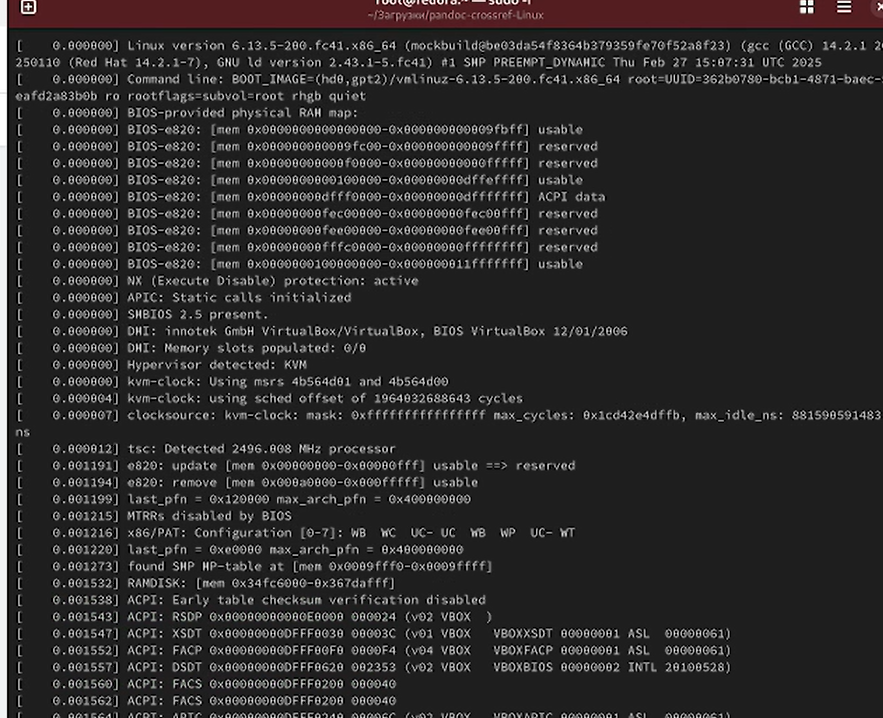 root@fedora:~ — sudo -i
~/Загрузки/pandoc-crossref-Linux
[    0.000000] Linux version 6.13.5-200.fc41.x86_64 (mockbuild@be03da54f8364b379359fe70f52a8f23) (gcc (GCC) 14.2.1 20
250110 (Red Hat 14.2.1-7), GNU ld version 2.43.1-5.fc41) #1 SMP PREEMPT_DYNAMIC Thu Feb 27 15:07:31 UTC 2025
[    0.000000] Command line: BOOT_IMAGE=(hd0,gpt2)/vmlinuz-6.13.5-200.fc41.x86_64 root=UUID=362b0780-bcb1-4871-baec-
eafd2a83b0b ro rootflags=subvol=root rhgb quiet
[    0.000000] BIOS-provided physical RAM map:
[    0.000000] BIOS-e820: [mem 0x0000000000000000-0x000000000009fbff] usable
[    0.000000] BIOS-e820: [mem 0x000000000009fc00-0x000000000009ffff] reserved
[    0.000000] BIOS-e820: [mem 0x00000000000f0000-0x00000000000fffff] reserved
[    0.000000] BIOS-e820: [mem 0x0000000000100000-0x00000000dffeffff] usable
[    0.000000] BIOS-e820: [mem 0x00000000dfff0000-0x00000000dfffffff] ACPI data
[    0.000000] BIOS-e820: [mem 0x00000000fec00000-0x00000000fec00fff] reserved
[    0.000000] BIOS-e820: [mem 0x00000000fee00000-0x00000000fee00fff] reserved
[    0.000000] BIOS-e820: [mem 0x00000000fffc0000-0x00000000ffffffff] reserved
[    0.000000] BIOS-e820: [mem 0x0000000100000000-0x000000011fffffff] usable
[    0.000000] NX (Execute Disable) protection: active
[    0.000000] APIC: Static calls initialized
[    0.000000] SMBIOS 2.5 present.
[    0.000000] DMI: innotek GmbH VirtualBox/VirtualBox, BIOS VirtualBox 12/01/2006
[    0.000000] DMI: Memory slots populated: 0/0
[    0.000000] Hypervisor detected: KVM
[    0.000000] kvm-clock: Using msrs 4b564d01 and 4b564d00
[    0.000004] kvm-clock: using sched offset of 1964032688643 cycles
[    0.000007] clocksource: kvm-clock: mask: 0xffffffffffffffff max_cycles: 0x1cd42e4dffb, max_idle_ns: 881590591483
ns
[    0.000012] tsc: Detected 2496.008 MHz processor
[    0.001191] e820: update [mem 0x00000000-0x00000fff] usable ==> reserved
[    0.001194] e820: remove [mem 0x000a0000-0x000fffff] usable
[    0.001199] last_pfn = 0x120000 max_arch_pfn = 0x400000000
[    0.001215] MTRRs disabled by BIOS
[    0.001216] x86/PAT: Configuration [0-7]: WB  WC  UC- UC  WB  WP  UC- WT
[    0.001220] last_pfn = 0xe0000 max_arch_pfn = 0x400000000
[    0.001273] found SMP MP-table at [mem 0x0009fff0-0x0009ffff]
[    0.001532] RAMDISK: [mem 0x34fc6000-0x367dafff]
[    0.001538] ACPI: Early table checksum verification disabled
[    0.001543] ACPI: RSDP 0x00000000000E0000 000024 (v02 VBOX  )
[    0.001547] ACPI: XSDT 0x00000000DFFF0030 00003C (v01 VBOX   VBOXXSDT 00000001 ASL  00000061)
[    0.001552] ACPI: FACP 0x00000000DFFF00F0 0000F4 (v04 VBOX   VBOXFACP 00000001 ASL  00000061)
[    0.001557] ACPI: DSDT 0x00000000DFFF0620 002353 (v02 VBOX   VBOXBIOS 00000002 INTL 20100528)
[    0.001560] ACPI: FACS 0x00000000DFFF0200 000040
[    0.001562] ACPI: FACS 0x00000000DFFF0200 000040
[    0.001564] ACPI: APIC 0x00000000DFFF0240 00006C (v02 VBOX   VBOXAPIC 00000001 ASL  00000061)